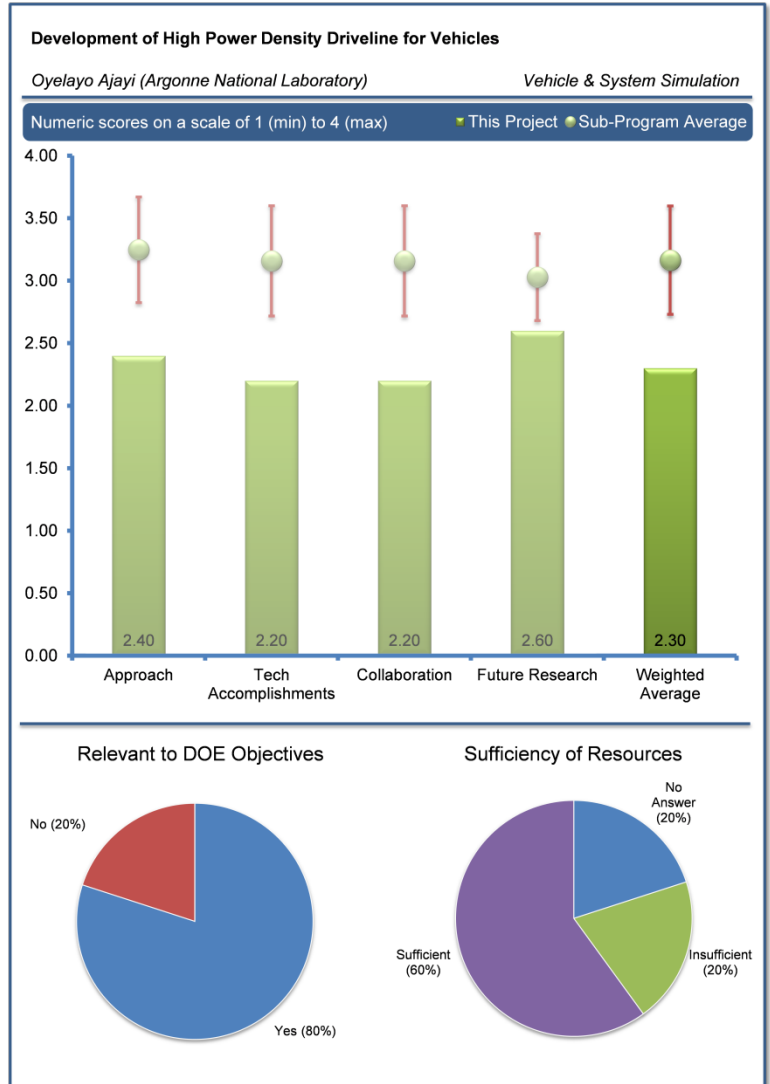 Development of High Power Density Driveline for Vehicles
Oyelayo Ajayi (Argonne National Laboratory) Vehicle & System Simulation
Numeric scores on a scale of 1 (min) to 4 (max) This Project Sub-Program Average
4.00
3.50
3.00
2.50
2.00
1.50
1.00
0.50
0.00
2.40 2.20 2.20 2.60 2.30
Approach Tech Collaboration Future Research Weighted
Accomplishments Average
Relevant to DOE Objectives Sufficiency of Resources
No
Answer
(20%)
No (20%)
Sufficient
(60%)
Insufficient
(20%)
Yes (80%)